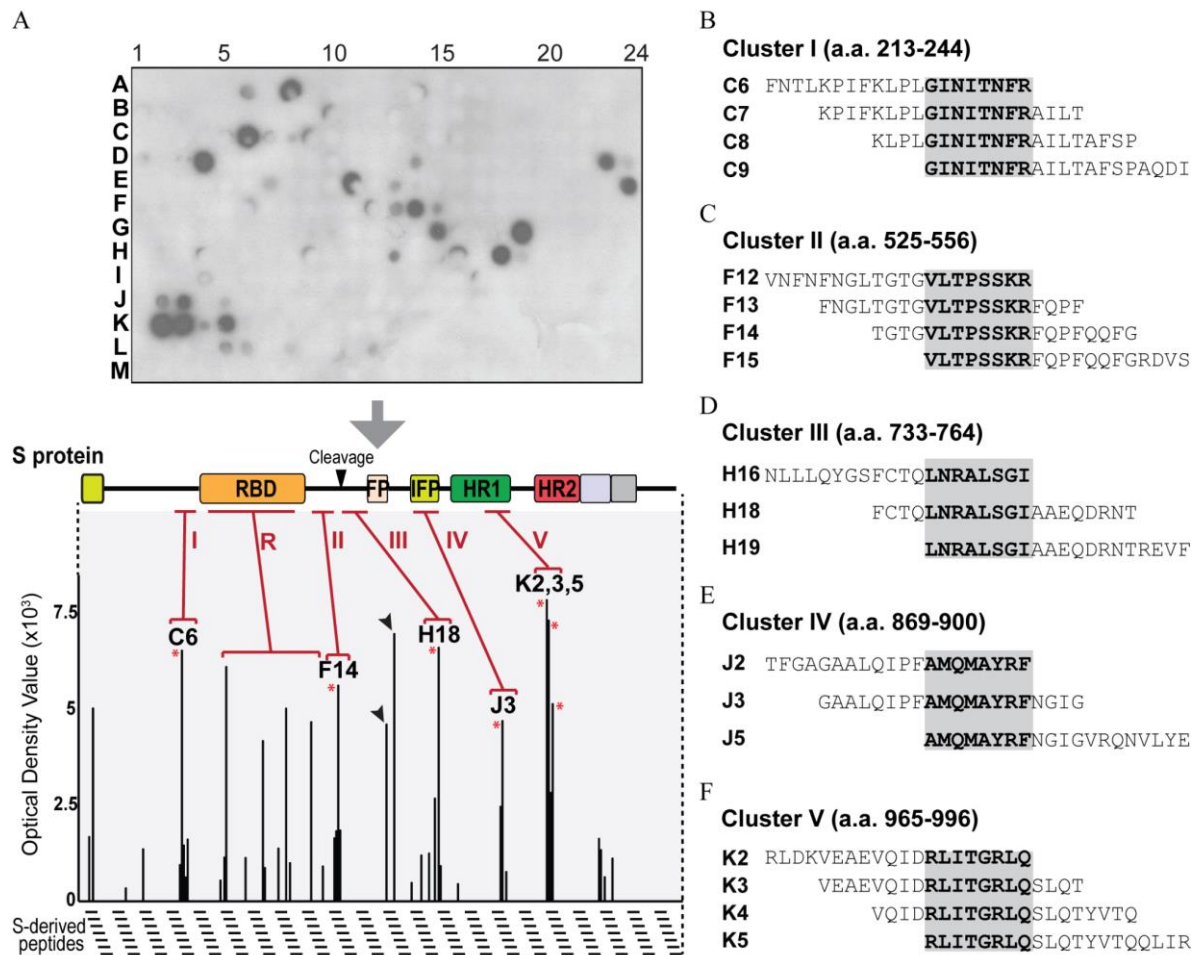 A
1 5 10 15 20 24
A
B
C
D
E
F
G
H
I
J
K
L
M
S protein
Cleavage
RBD FP IFP HR1 HR2
I R II III IV V
K2,3,5
*
*
*
C6
*
F14
*
H18
*
J3
*
Optical Density Value (x10³)
7.5
5
2.5
0
S-derived
peptides
B
Cluster I (a.a. 213-244)
C6 FNTLKPIFKLPLGINITNFR
C7 KPIFKLPLGINITNFRAILT
C8 KLPLGINITNFRAILTAFSP
C9 GINITNFRAILTAFSPAQDI
C
Cluster II (a.a. 525-556)
F12 VNFNFNGLTGTGVLTPSSKR
F13 FNGLTGTGVLTPSSKRFQPF
F14 TGTGVLTPSSKRFQPFQQFG
F15 VLTPSSKRFQPFQQFGRDVS
D
Cluster III (a.a. 733-764)
H16 NLLLQYGSFCTQLNRALSGI
H18 FCTQLNRALSGIAAEQDRNT
H19 LNRALSGIAAEQDRNTREVF
E
Cluster IV (a.a. 869-900)
J2 TFGAGAALQIPFAMQMAYRF
J3 GAALQIPFAMQMAYRFNGIG
J5 AMQMAYRFNGIGVRQNVLYE
F
Cluster V (a.a. 965-996)
K2 RLDKVEAEVQIDRLITGRLQ
K3 VEAEVQIDRLITGRLQSLQT
K4 VQIDRLITGRLQSLQTYVTQ
K5 RLITGRLQSLQTYVTQQLIR